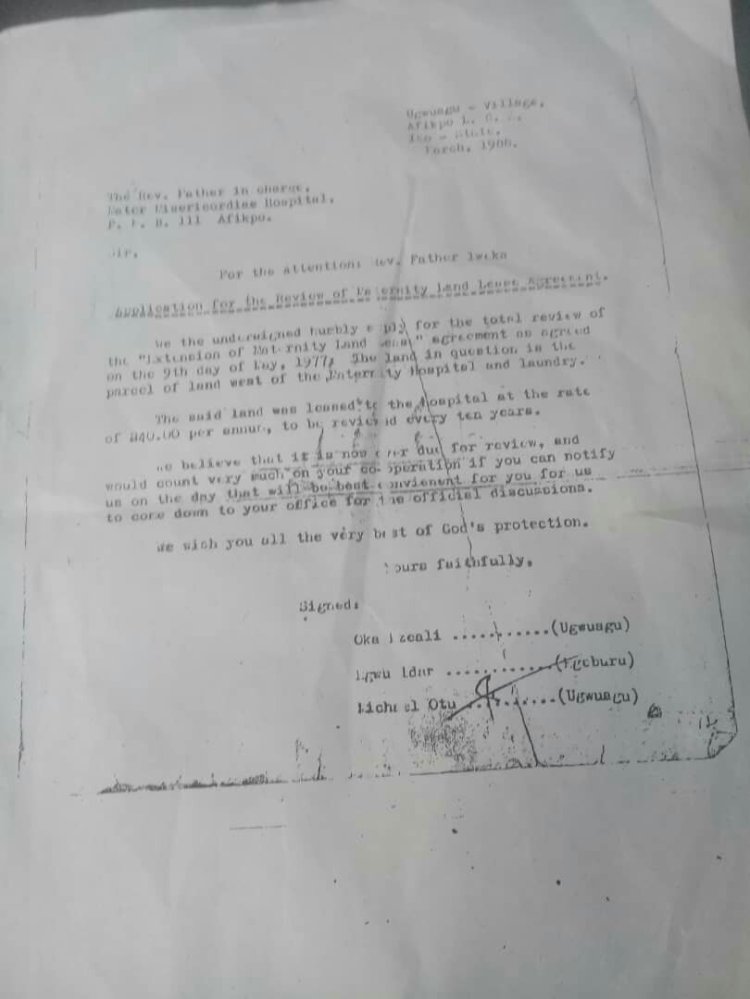 Ugwuagu - Village,
Afikpo L. G. A.
Imo - State.
March, 1988.
The Rev. Father in charge,
Mater Misericordiae Hospital,
P. M. B. 111 Afikpo.
Sir,
For the attention: Rev. Father
Application for the Review of Maternity Land Lease Agreement.
We the undersigned humbly apply for the total review of
the "Extension of Maternity Land Lease" agreement as agreed
on the 9th day of May, 1977. The land in question is the
parcel of land west of the Maternity Hospital and laundry.
The said land was leased to the hospital at the rate
of ₦40.00 per annum, to be reviewed every ten years.
We believe that it is now over due for review, and
would count very much on your co-operation if you can notify
us on the day that will be best convienent for you for us
to come down to your office for the official discussions.
We wish you all the very best of God's protection.
Yours faithfully,
Signed:
Oka ...........(Ugwuagu)
............
Michael Otu ...........(Ugwuagu)